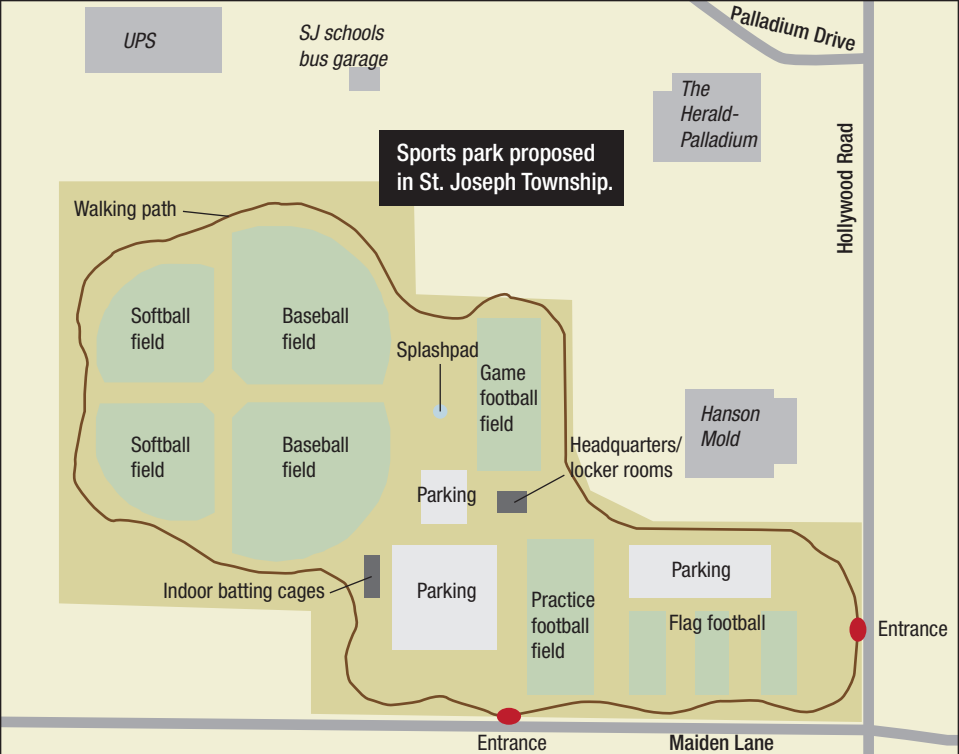 UPS
SJ schools
bus garage
Palladium Drive
The
Herald-
Palladium
Hollywood Road
Sports park proposed
in St. Joseph Township.
Walking path
Softball
field
Baseball
field
Splashpad
Game
football
field
Softball
field
Baseball
field
Hanson
Mold
Headquarters/
locker rooms
Parking
Indoor batting cages
Parking
Practice
football
field
Parking
Flag football
Entrance
Entrance
Maiden Lane